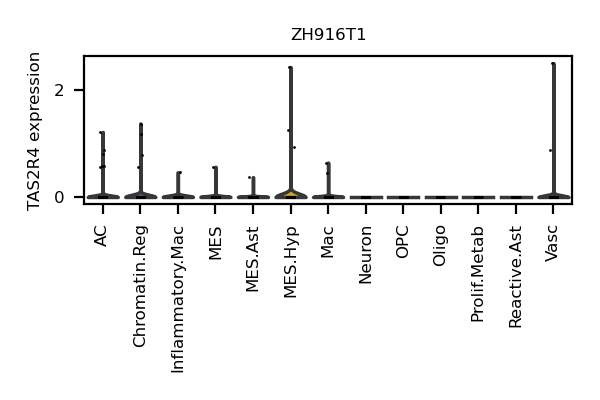 ZH916T1
TAS2R4 expression
2
0
AC
Chromatin.Reg
Inflammatory.Mac
MES
MES.Ast
MES.Hyp
Mac
Neuron
OPC
Oligo
Prolif.Metab
Reactive.Ast
Vasc